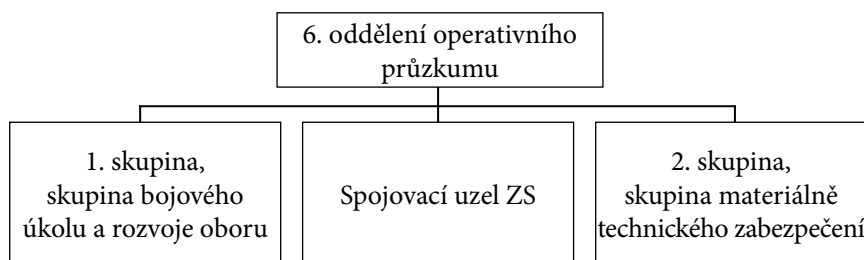 6. oddělení operativního
průzkumu
1. skupina,
skupina bojového
úkolu a rozvoje oboru
Spojovací uzel ZS
2. skupina,
skupina materiálně
technického zabezpečení